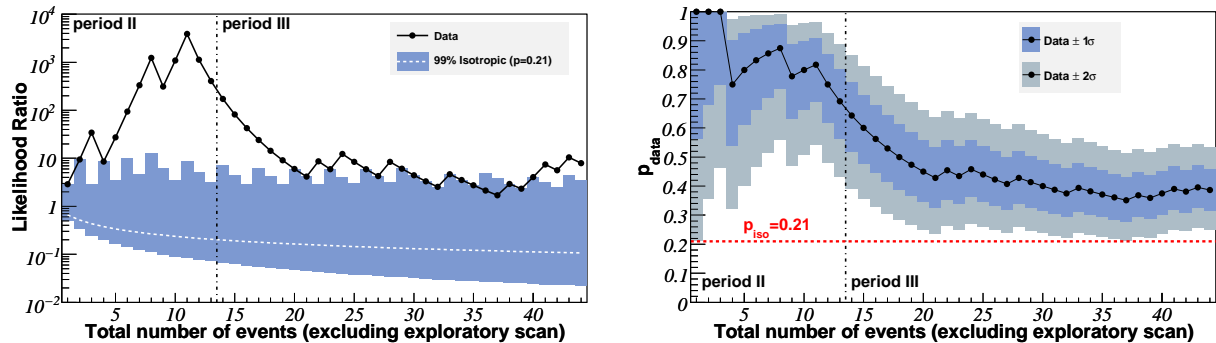 period II
period III
Data
99% Isotropic (p=0.21)
Likelihood Ratio
10^4
10^3
10^2
10
1
10^-1
10^-2
5 10 15 20 25 30 35 40
Total number of events (excluding exploratory scan)
Data ± 1σ
Data ± 2σ
p_data
1
0.9
0.8
0.7
0.6
0.5
0.4
0.3
0.2
0.1
0
p_iso=0.21
period II
period III
5 10 15 20 25 30 35 40
Total number of events (excluding exploratory scan)